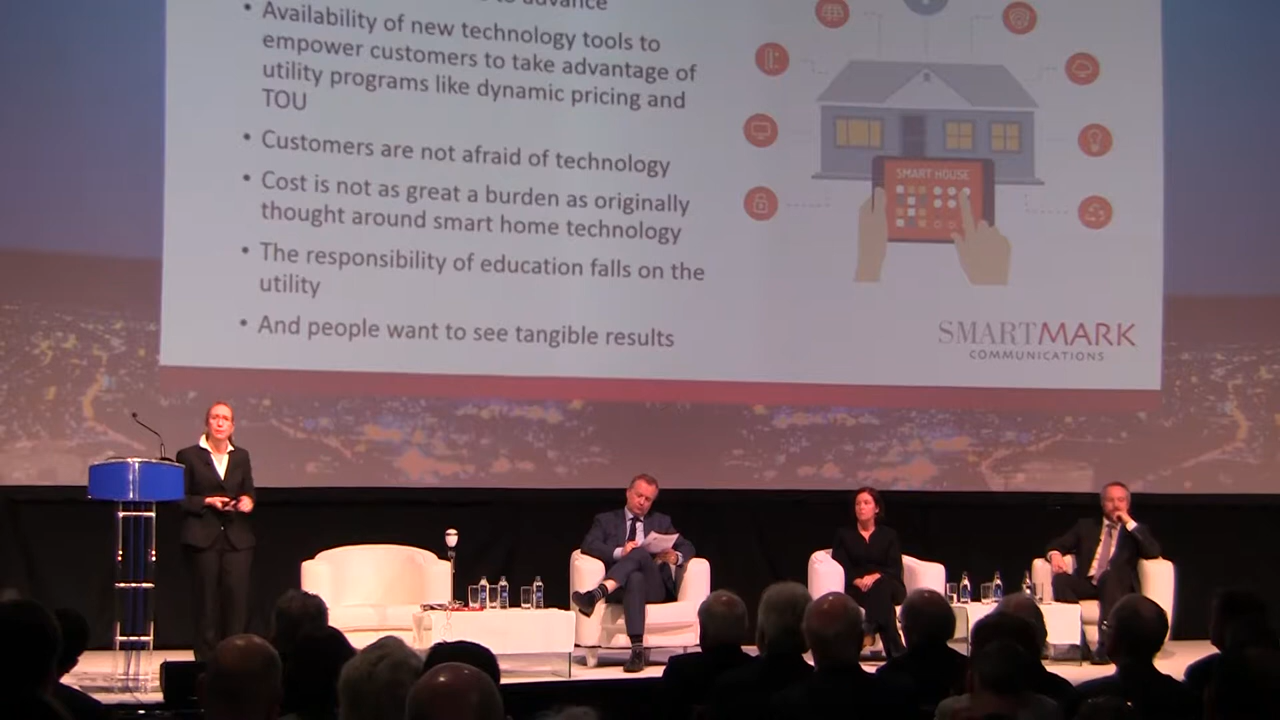 to advance
• Availability of new technology tools to
empower customers to take advantage of
utility programs like dynamic pricing and
TOU
• Customers are not afraid of technology
• Cost is not as great a burden as originally
thought around smart home technology
• The responsibility of education falls on the
utility
• And people want to see tangible results
SMART HOUSE
SMARTMARK
COMMUNICATIONS